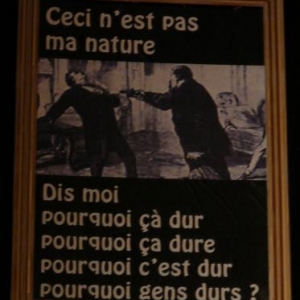 Ceci n'est pas
ma nature
Dis moi
pourquoi çà dur
pourquoi ça dure
pourquoi c'est dur
pourquoi gens durs ?